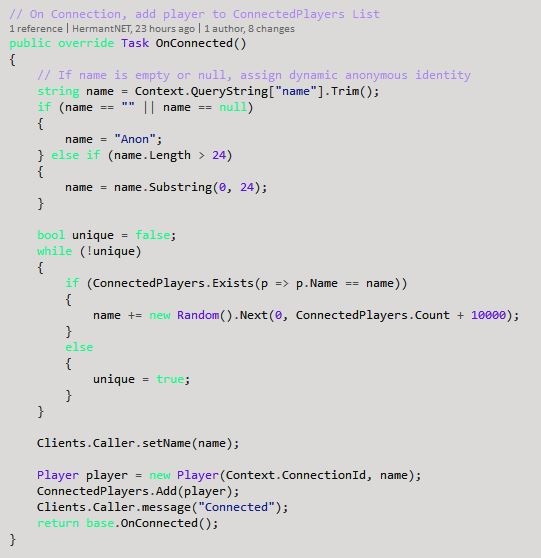 // On Connection, add player to ConnectedPlayers List
1 reference | HermantNET, 23 hours ago | 1 author, 8 changes
public override Task OnConnected()
{
    // If name is empty or null, assign dynamic anonymous identity
    string name = Context.QueryString["name"].Trim();
    if (name == "" || name == null)
    {
        name = "Anon";
    } else if (name.Length > 24)
    {
        name = name.Substring(0, 24);
    }

    bool unique = false;
    while (!unique)
    {
        if (ConnectedPlayers.Exists(p => p.Name == name))
        {
            name += new Random().Next(0, ConnectedPlayers.Count + 10000);
        }
        else
        {
            unique = true;
        }
    }

    Clients.Caller.setName(name);

    Player player = new Player(Context.ConnectionId, name);
    ConnectedPlayers.Add(player);
    Clients.Caller.message("Connected");
    return base.OnConnected();
}